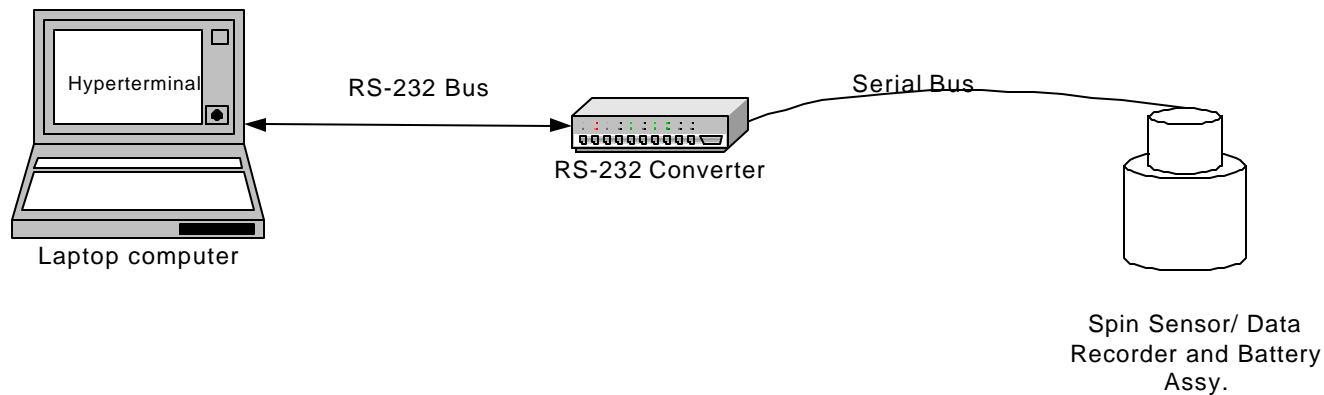 Hyperterminal
RS-232 Bus
Serial Bus
RS-232 Converter
Laptop computer
Spin Sensor/ Data
Recorder and Battery
Assy.